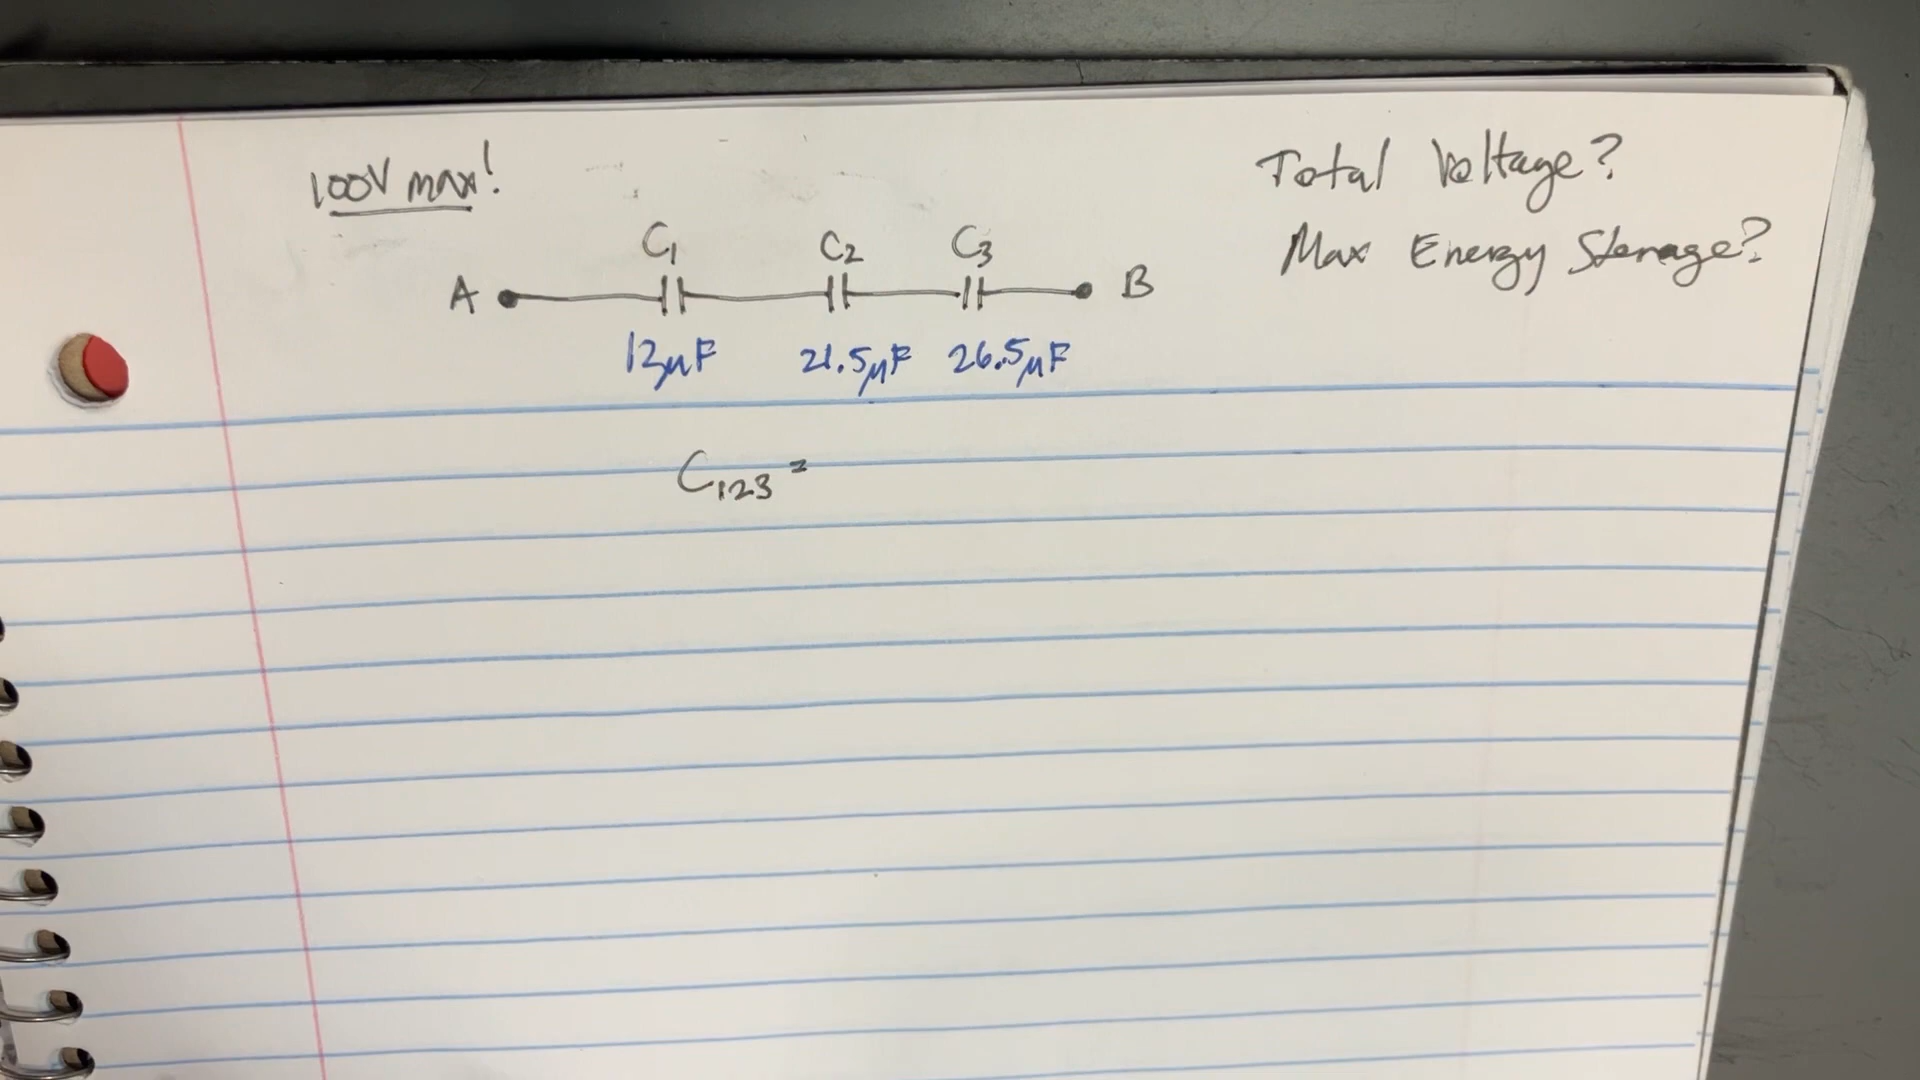 100V max!
Total Voltage?
Max Energy Storage?
C₁ C₂ C₃
A B
12μF 21.5μF 26.5μF
C₁₂₃ =